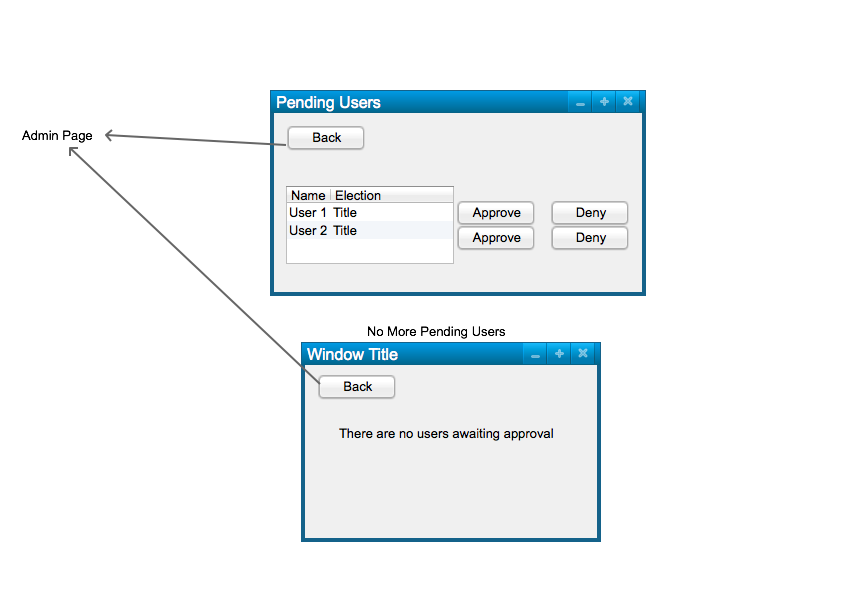 Pending Users
Admin Page
Back
Name Election
User 1 Title Approve Deny
User 2 Title Approve Deny
No More Pending Users
Window Title
Back
There are no users awaiting approval